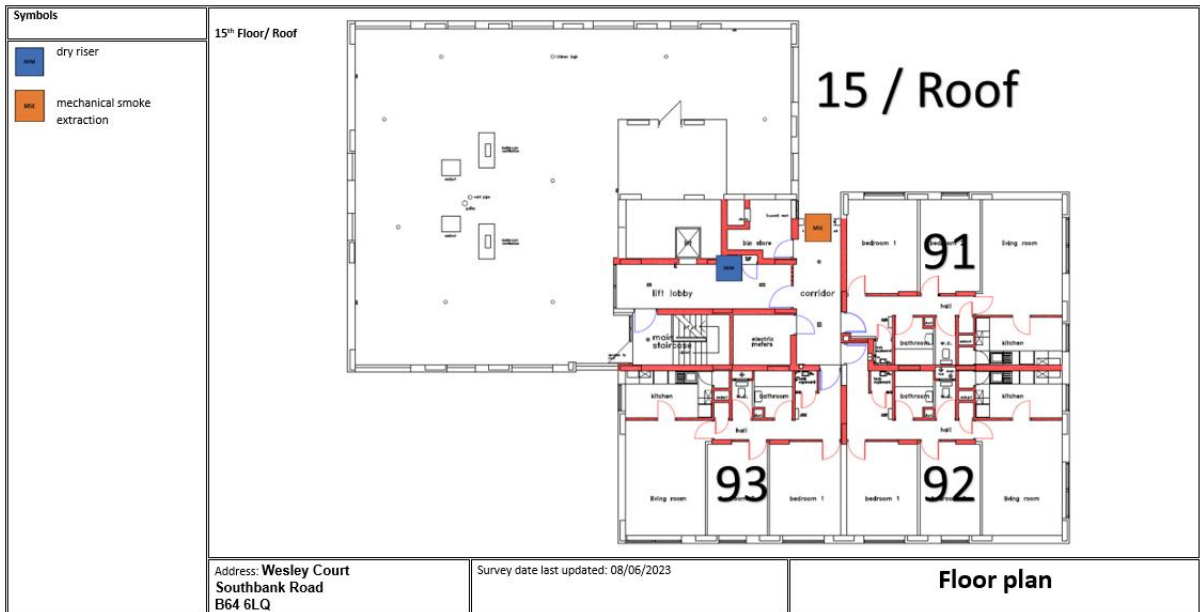 Symbols
dry riser
MSE
mechanical smoke
extraction
15th Floor/ Roof
15 / Roof
MSE
bin store
lift
lift lobby
corridor
main
staircase
electric
meters
bedroom 1
91
living room
hall
bathroom
w.c.
kitchen
kitchen
w.c.
bathroom
hall
living room
93
bedroom 1
bathroom
w.c.
kitchen
hall
bedroom 1
92
living room
Address: Wesley Court
Southbank Road
B64 6LQ
Survey date last updated: 08/06/2023
Floor plan